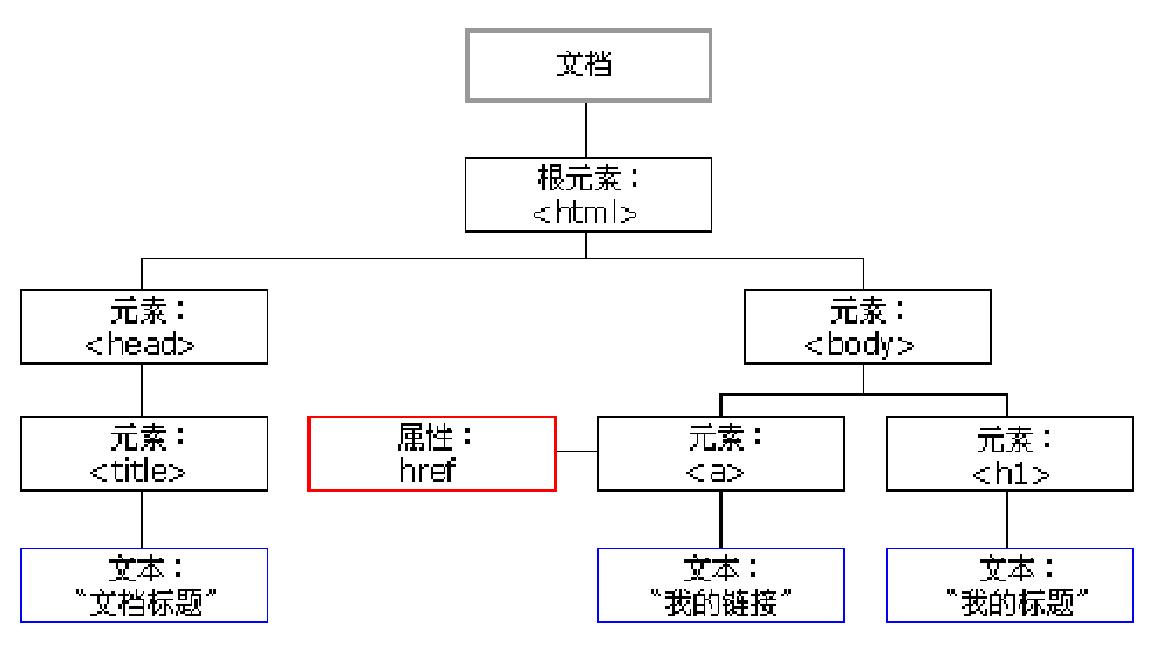 文档
根元素：
<html>
元素：
<head>
元素：
<body>
元素：
<title>
属性：
href
元素：
<a>
元素：
<h1>
文本：
"文档标题"
文本：
"我的链接"
文本：
"我的标题"